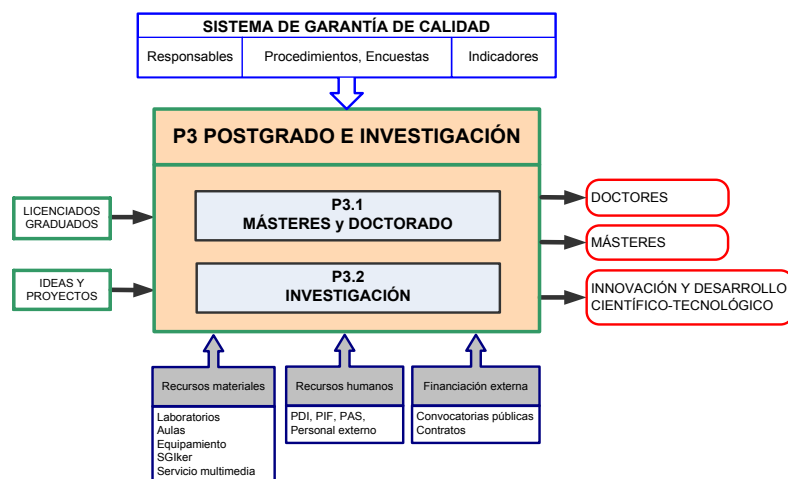 SISTEMA DE GARANTÍA DE CALIDAD
Responsables
Procedimientos, Encuestas
Indicadores
P3 POSTGRADO E INVESTIGACIÓN
LICENCIADOS
GRADUADOS
IDEAS Y
PROYECTOS
P3.1
MÁSTERES y DOCTORADO
P3.2
INVESTIGACIÓN
DOCTORES
MÁSTERES
INNOVACIÓN Y DESARROLLO
CIENTÍFICO-TECNOLÓGICO
Recursos materiales
Laboratorios
Aulas
Equipamiento
SGIker
Servicio multimedia
Recursos humanos
PDI, PIF, PAS,
Personal externo
Financiación externa
Convocatorias públicas
Contratos